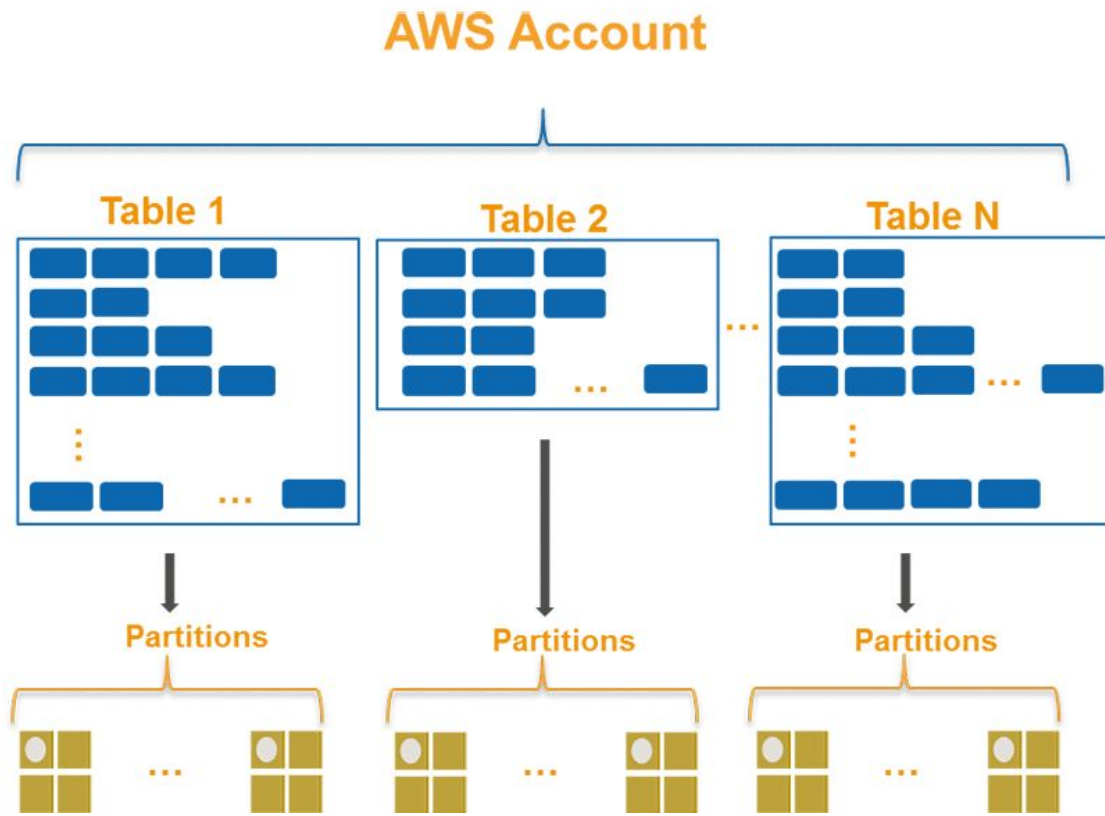 AWS Account
Table 1
Table 2
Table N
...
...
...
...
Partitions
Partitions
Partitions
...
...
...